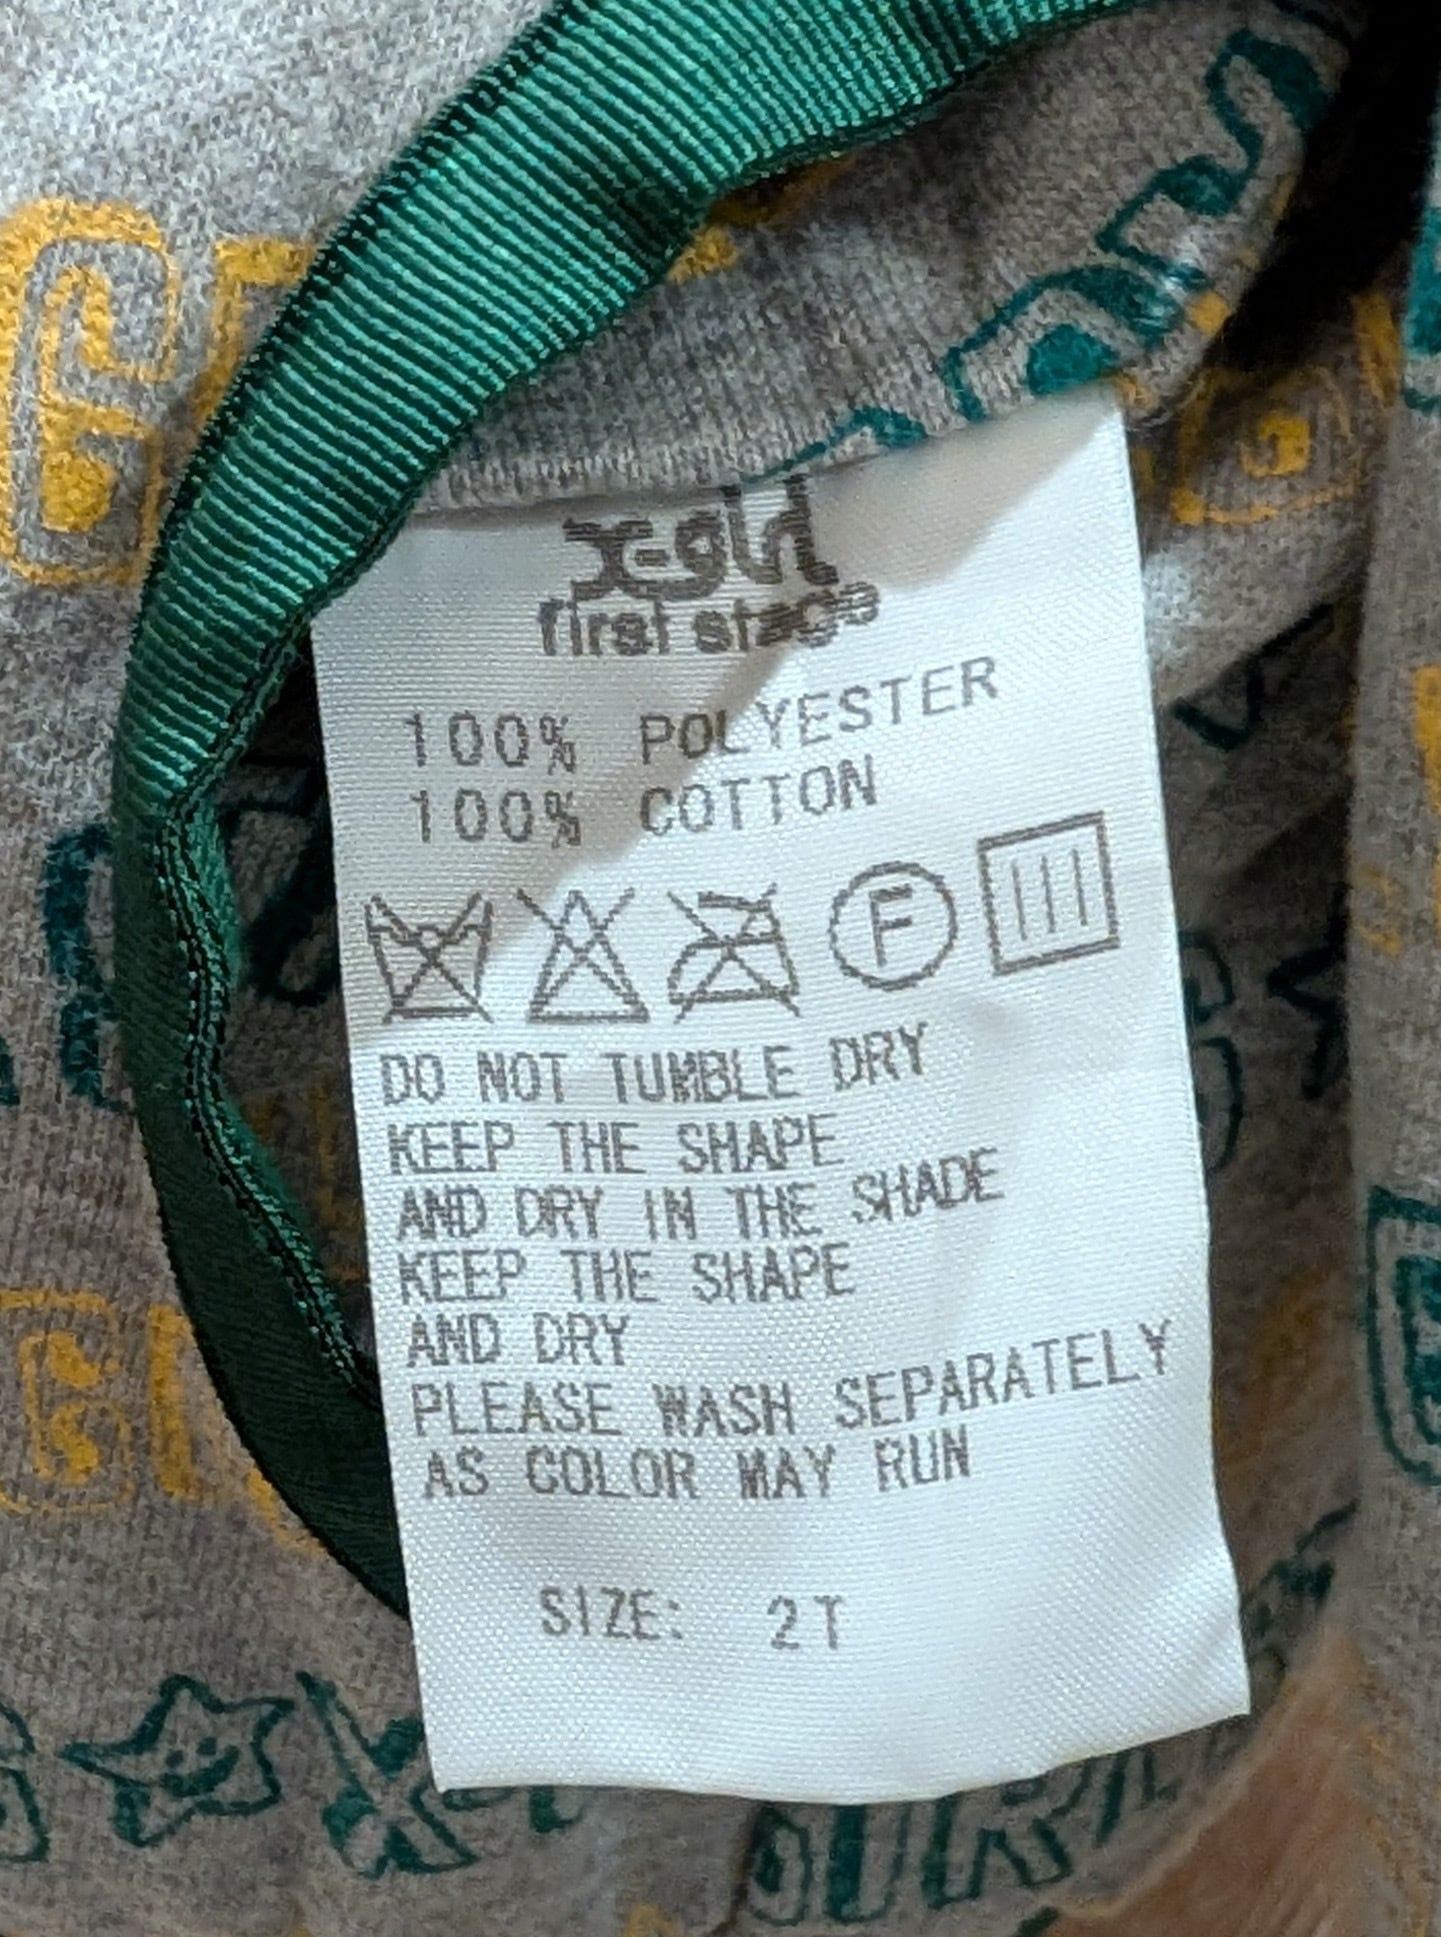 x-girl
first stage
100% POLYESTER
100% COTTON
F
DO NOT TUMBLE DRY
KEEP THE SHAPE
AND DRY IN THE SHADE
KEEP THE SHAPE
AND DRY
PLEASE WASH SEPARATELY
AS COLOR MAY RUN
SIZE: 2T